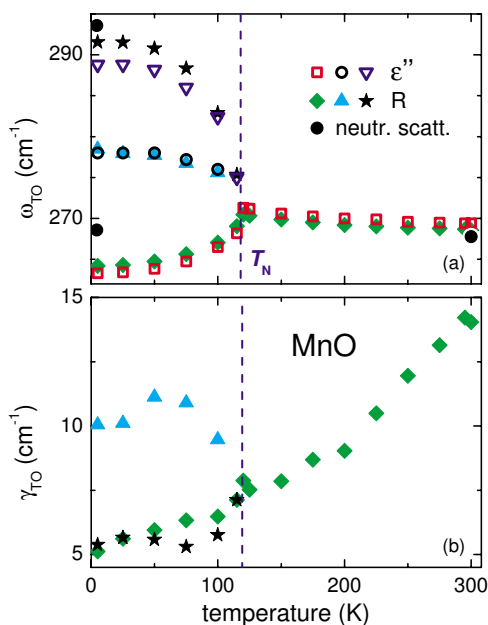 290
270
ω_TO (cm⁻¹)
ε''
R
neutr. scatt.
T_N
(a)
15
10
5
γ_TO (cm⁻¹)
MnO
(b)
0 100 200 300
temperature (K)